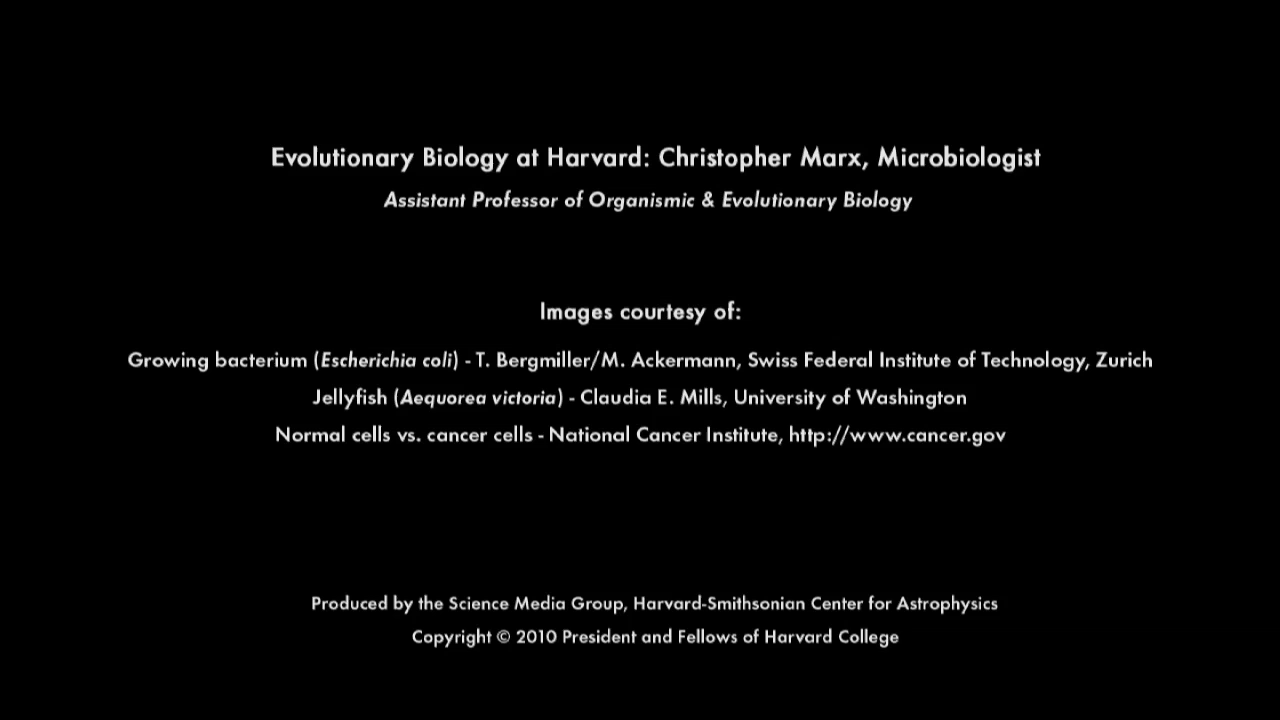 Evolutionary Biology at Harvard: Christopher Marx, Microbiologist
Assistant Professor of Organismic & Evolutionary Biology
Images courtesy of:
Growing bacterium (Escherichia coli) - T. Bergmiller/M. Ackermann, Swiss Federal Institute of Technology, Zurich
Jellyfish (Aequorea victoria) - Claudia E. Mills, University of Washington
Normal cells vs. cancer cells - National Cancer Institute, http://www.cancer.gov
Produced by the Science Media Group, Harvard-Smithsonian Center for Astrophysics
Copyright © 2010 President and Fellows of Harvard College